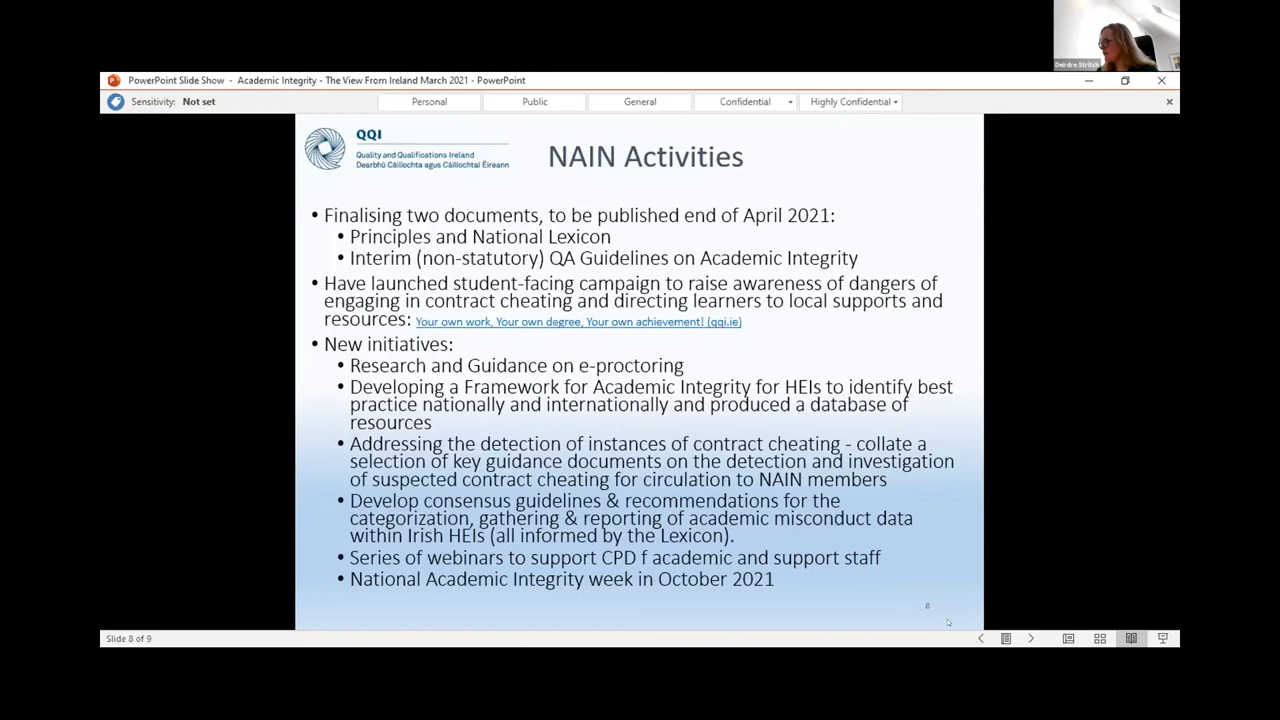 Deirdre Stritch
PowerPoint Slide Show - Academic Integrity - The View From Ireland March 2021 - PowerPoint
Sensitivity: Not set
Personal
Public
General
Confidential
Highly Confidential
QQI
Quality and Qualifications Ireland
Dearbhú Cáilíochta agus Cáilíochtaí Éireann
NAIN Activities
• Finalising two documents, to be published end of April 2021:
• Principles and National Lexicon
• Interim (non-statutory) QA Guidelines on Academic Integrity
• Have launched student-facing campaign to raise awareness of dangers of
engaging in contract cheating and directing learners to local supports and
resources: Your own work, Your own degree, Your own achievement! (qqi.ie)
• New initiatives:
• Research and Guidance on e-proctoring
• Developing a Framework for Academic Integrity for HEIs to identify best
practice nationally and internationally and produced a database of
resources
• Addressing the detection of instances of contract cheating - collate a
selection of key guidance documents on the detection and investigation
of suspected contract cheating for circulation to NAIN members
• Develop consensus guidelines & recommendations for the
categorization, gathering & reporting of academic misconduct data
within Irish HEIs (all informed by the Lexicon).
• Series of webinars to support CPD f academic and support staff
• National Academic Integrity week in October 2021
8
Slide 8 of 9